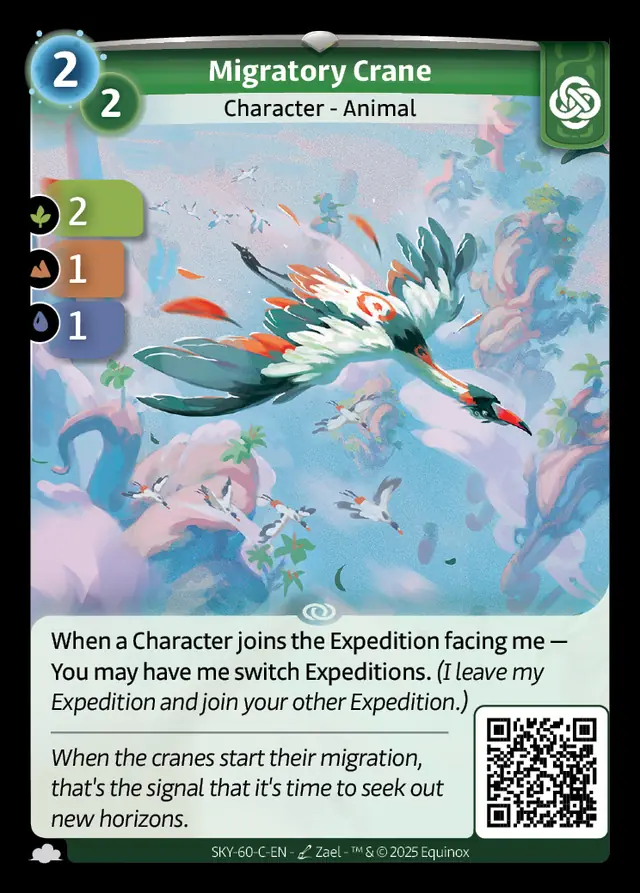 2
Migratory Crane
2
Character - Animal
2
1
1
When a Character joins the Expedition facing me —
You may have me switch Expeditions. (I leave my
Expedition and join your other Expedition.)
When the cranes start their migration,
that's the signal that it's time to seek out
new horizons.
SKY-60-C-EN - Zael - ™ & © 2025 Equinox